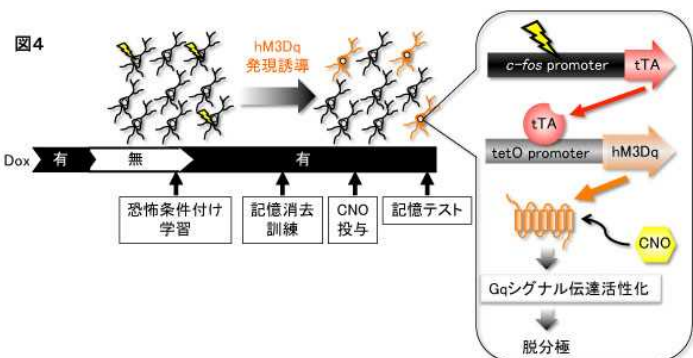 図4
hM3Dq
発現誘導
Dox
有
無
有
恐怖条件付け
学習
記憶消去
訓練
CNO
投与
記憶テスト
c-fos promoter
tTA
tTA
tetO promoter
hM3Dq
CNO
Gqシグナル伝達活性化
脱分極